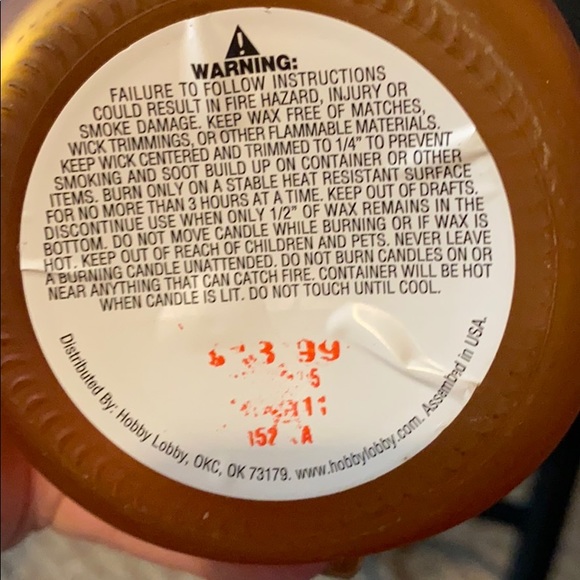 WARNING:
FAILURE TO FOLLOW INSTRUCTIONS
COULD RESULT IN FIRE HAZARD, INJURY OR
SMOKE DAMAGE. KEEP WAX FREE OF MATCHES,
WICK TRIMMINGS, OR OTHER FLAMMABLE MATERIALS.
KEEP WICK CENTERED AND TRIMMED TO 1/4" TO PREVENT
SMOKING AND SOOT BUILD UP ON CONTAINER OR OTHER
ITEMS. BURN ONLY ON A STABLE HEAT RESISTANT SURFACE
FOR NO MORE THAN 3 HOURS AT A TIME. KEEP OUT OF DRAFTS.
DISCONTINUE USE WHEN ONLY 1/2" OF WAX REMAINS IN THE
BOTTOM. DO NOT MOVE CANDLE WHILE BURNING OR IF WAX IS
HOT. KEEP OUT OF REACH OF CHILDREN AND PETS. NEVER LEAVE
A BURNING CANDLE UNATTENDED. DO NOT BURN CANDLES ON OR
NEAR ANYTHING THAT CAN CATCH FIRE. CONTAINER WILL BE HOT
WHEN CANDLE IS LIT. DO NOT TOUCH UNTIL COOL.
Distributed By: Hobby Lobby, OKC, OK 73179. www.hobbylobby.com. Assembled in USA.